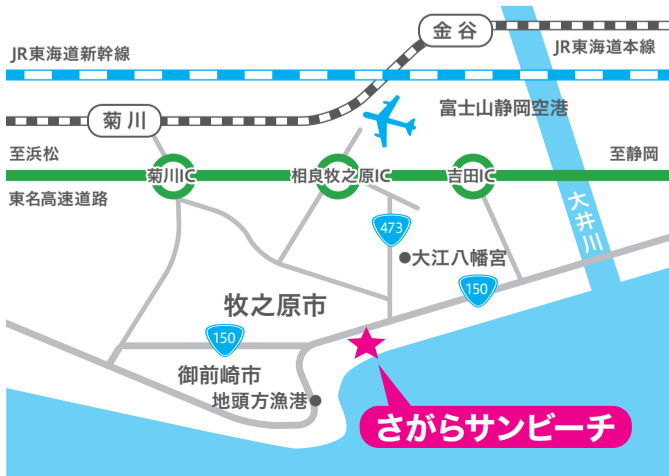 金谷
JR東海道新幹線
JR東海道本線
菊川
富士山静岡空港
至浜松
至静岡
菊川IC
相良牧之原IC
吉田IC
東名高速道路
大井川
473
大江八幡宮
150
牧之原市
150
御前崎市
地頭方漁港
さがらサンビーチ